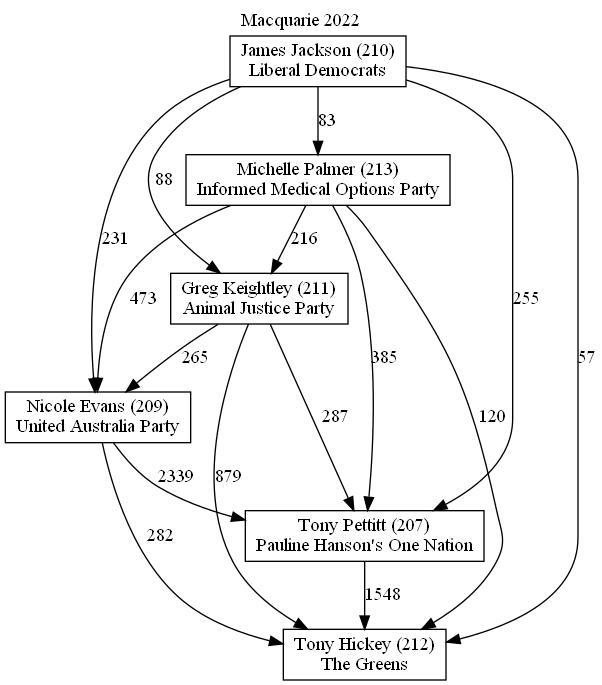 Macquarie 2022
James Jackson (210)
Liberal Democrats
83
Michelle Palmer (213)
Informed Medical Options Party
88
231
216
Greg Keightley (211)
Animal Justice Party
473
255
265
385
57
Nicole Evans (209)
United Australia Party
287
120
2339
879
Tony Pettitt (207)
Pauline Hanson's One Nation
282
1548
Tony Hickey (212)
The Greens